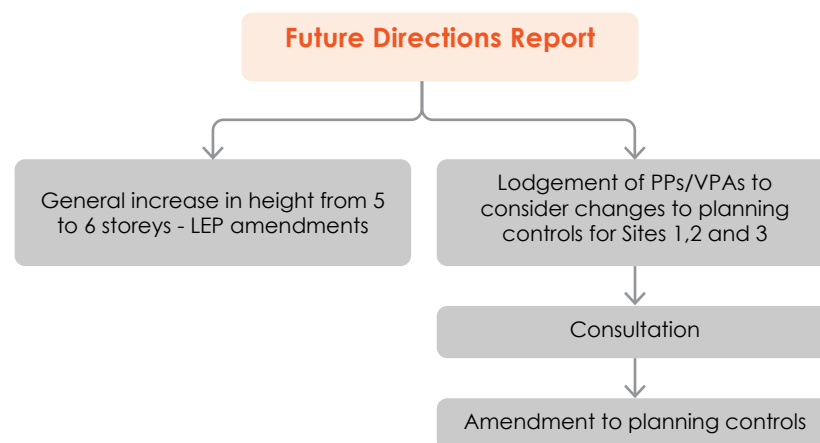 Future Directions Report
General increase in height from 5
to 6 storeys - LEP amendments
Lodgement of PPs/VPAs to
consider changes to planning
controls for Sites 1,2 and 3
Consultation
Amendment to planning controls